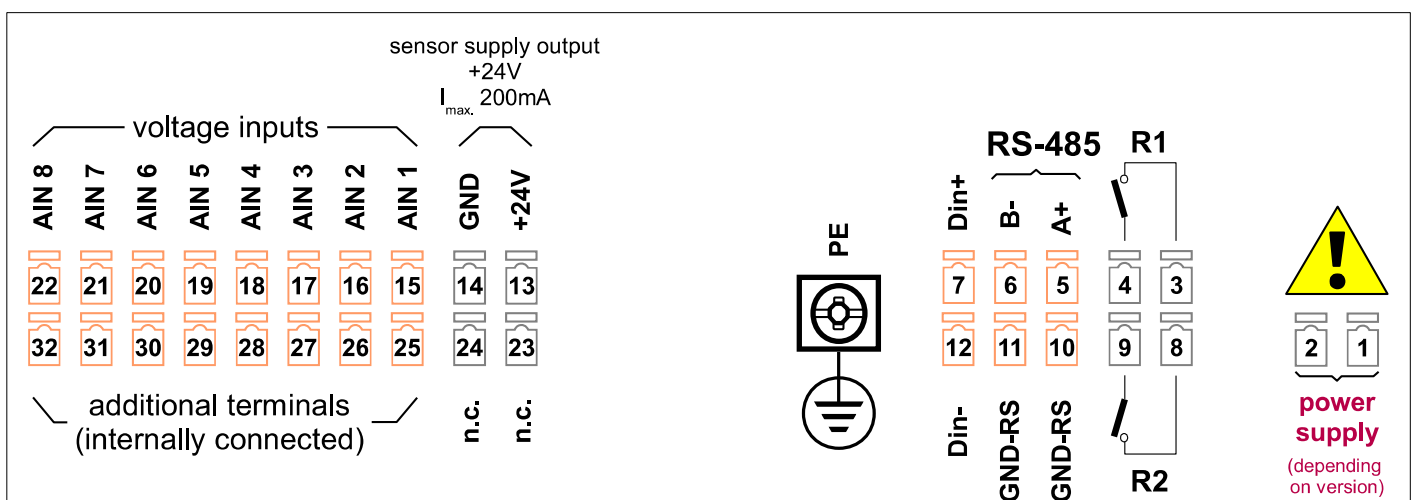 sensor supply output
+24V
Imax. 200mA
voltage inputs
AIN 8
AIN 7
AIN 6
AIN 5
AIN 4
AIN 3
AIN 2
AIN 1
GND
+24V
22 21 20 19 18 17 16 15 14 13
32 31 30 29 28 27 26 25 24 23
additional terminals
(internally connected)
n.c.
n.c.
PE
RS-485
R1
Din+
B-
A+
7 6 5 4 3
12 11 10 9 8
Din-
GND-RS
GND-RS
R2
!
2 1
power
supply
(depending
on version)